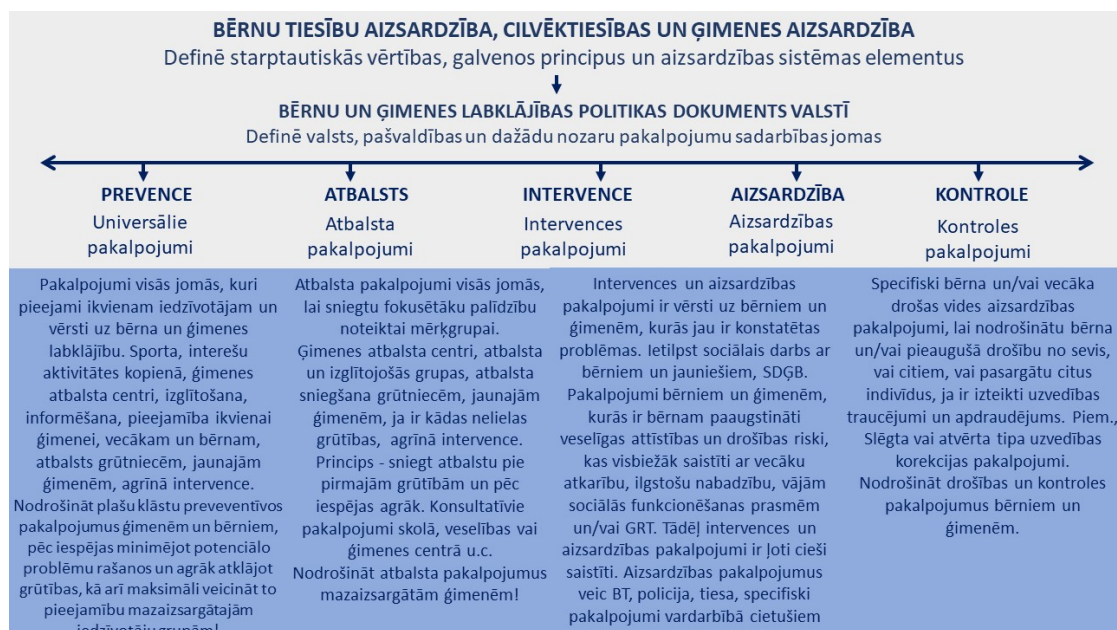 BĒRNU TIESĪBU AIZSARDZĪBA, CILVĒKTIESĪBAS UN ĢIMENES AIZSARDZĪBA
Definē starptautiskās vērtības, galvenos principus un aizsardzības sistēmas elementus
BĒRNU UN ĢIMENES LABKLĀJĪBAS POLITIKAS DOKUMENTS VALSTĪ
Definē valsts, pašvaldības un dažādu nozaru pakalpojumu sadarbības jomas
PREVENCE
Universālie
pakalpojumi
ATBALSTS
Atbalsta
pakalpojumi
INTERVENCE
Intervences
pakalpojumi
AIZSARDZĪBA
Aizsardzības
pakalpojumi
KONTROLE
Kontroles
pakalpojumi
Pakalpojumi visās jomās, kuri
pieejami ikvienam iedzīvotājam un
vērsti uz bērna un ģimenes
labklājību. Sporta, interešu
aktivitātes kopienā, ģimenes
atbalsta centri, izglītošana,
informēšana, pieejamība ikvienai
ģimenei, vecākam un bērnam,
atbalsts grūtniecēm, jaunajām
ģimenēm, agrīnā intervence.
Nodrošināt plašu klāstu preveventīvos
pakalpojumus ģimenēm un bērniem,
pēc iespējas minimējot potenciālo
problēmu rašanos un agrāk atklājot
grūtības, kā arī maksimāli veicināt to
pieejamību mazaizsargātajām
iedzīvotāju grupām!
Atbalsta pakalpojumi visās jomās,
lai sniegtu fokusētāku palīdzību
noteiktai mērķgrupai.
Ģimenes atbalsta centri, atbalsta
un izglītojošās grupas, atbalsta
sniegšana grūtniecēm, jaunajām
ģimenēm, ja ir kādas nelielas
grūtības, agrīnā intervence.
Princips - sniegt atbalstu pie
pirmajām grūtībām un pēc
iespējas agrāk. Konsultatīvie
pakalpojumi skolā, veselības vai
ģimenes centrā u.c.
Nodrošināt atbalsta pakalpojumus
mazaizsargātām ģimenēm!
Intervences un aizsardzības
pakalpojumi ir vērsti uz bērniem un
ģimenēm, kurās jau ir konstatētas
problēmas. Ietilpst sociālais darbs ar
bērniem un jauniešiem, SDĢB.
Pakalpojumi bērniem un ģimenēm,
kurās ir bērnam paaugstināti
veselīgas attīstības un drošības riski,
kas visbiežāk saistīti ar vecāku
atkarību, ilgstošu nabadzību, vājām
sociālās funkcionēšanas prasmēm
un/vai GRT. Tādēļ intervences un
aizsardzības pakalpojumi ir ļoti cieši
saistīti. Aizsardzības pakalpojumus
veic BT, policija, tiesa, specifiski
pakalpojumi vardarbībā cietušiem
Specifiski bērna un/vai vecāka
drošas vides aizsardzības
pakalpojumi, lai nodrošinātu bērna
un/vai pieaugušā drošību no sevis,
vai citiem, vai pasargātu citus
indivīdus, ja ir izteikti uzvedības
traucējumi un apdraudējums. Piem.,
Slēgta vai atvērta tipa uzvedības
korekcijas pakalpojumi.
Nodrošināt drošības un kontroles
pakalpojumus bērniem un
ģimenēm.